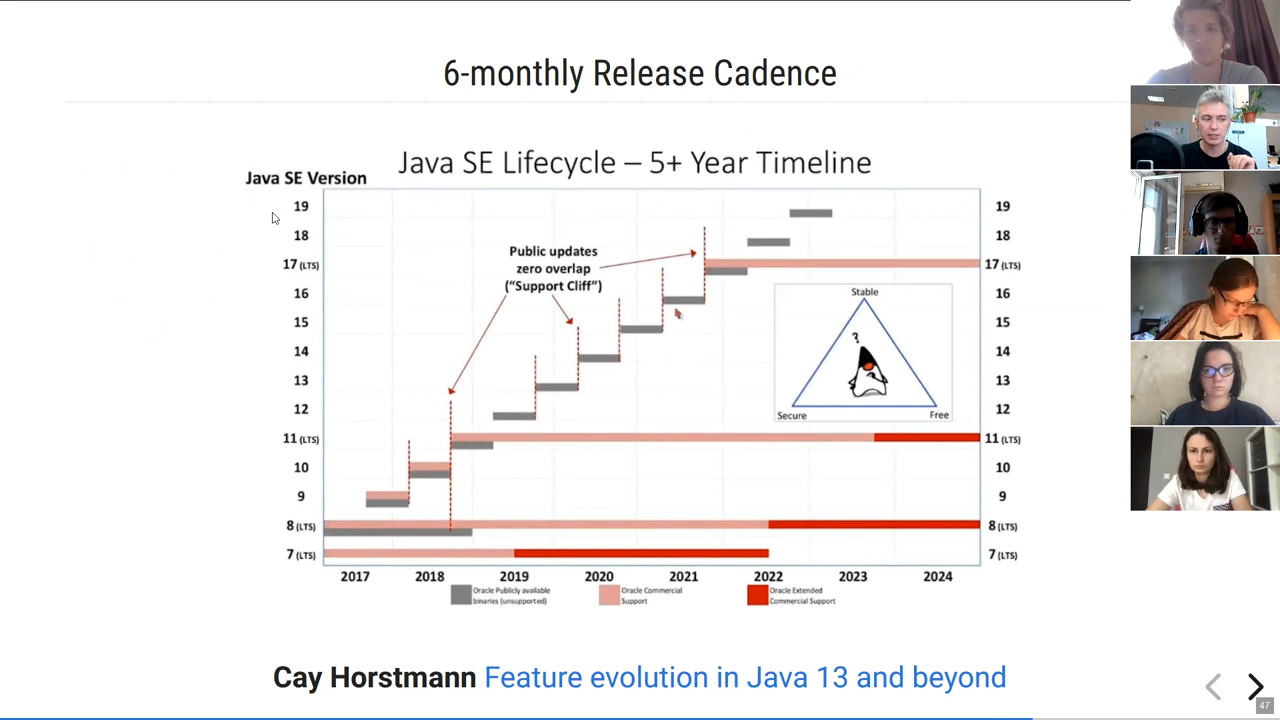 6-monthly Release Cadence
Java SE Lifecycle – 5+ Year Timeline
Java SE Version
19
18
17 (LTS)
16
15
14
13
12
11 (LTS)
10
9
8 (LTS)
7 (LTS)
Public updates
zero overlap
("Support Cliff")
Stable
?
Secure
Free
19
18
17 (LTS)
16
15
14
13
12
11 (LTS)
10
9
8 (LTS)
7 (LTS)
2017 2018 2019 2020 2021 2022 2023 2024
Oracle Publicly available
binaries (unsupported)
Oracle Commercial
Support
Oracle Extended
Commercial Support
Cay Horstmann Feature evolution in Java 13 and beyond
47